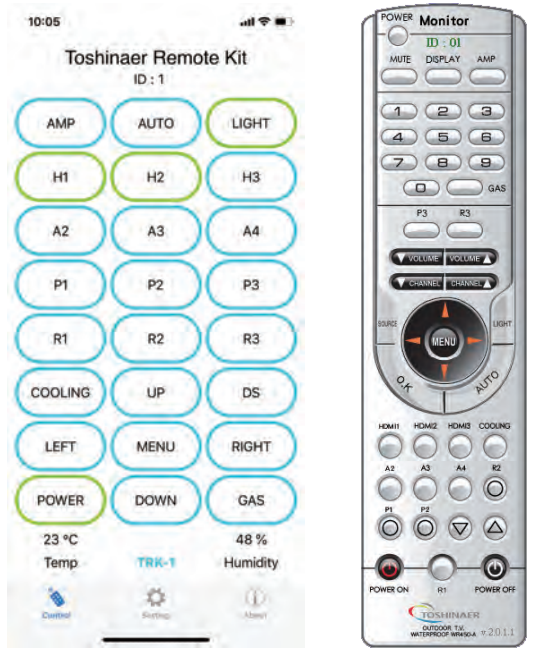 10:05
Toshinaer Remote Kit
ID : 1
AMP AUTO LIGHT
H1 H2 H3
A2 A3 A4
P1 P2 P3
R1 R2 R3
COOLING UP DS
LEFT MENU RIGHT
POWER DOWN GAS
23 °C 48 %
Temp TRK-1 Humidity
Control Setting About
POWER Monitor
ID : 01
MUTE DISPLAY AMP
1 2 3
4 5 6
7 8 9
0 GAS
P3 R3
VOLUME VOLUME
CHANNEL CHANNEL
SOURCE LIGHT
MENU
O.K AUTO
HDMI1 HDMI2 HDMI3 COOLING
A2 A3 A4 R2
P1 P2
POWER ON R1 POWER OFF
TOSHINAER
OUTDOOR T.V.
WATERPROOF WR450-A V.2.0.1.1